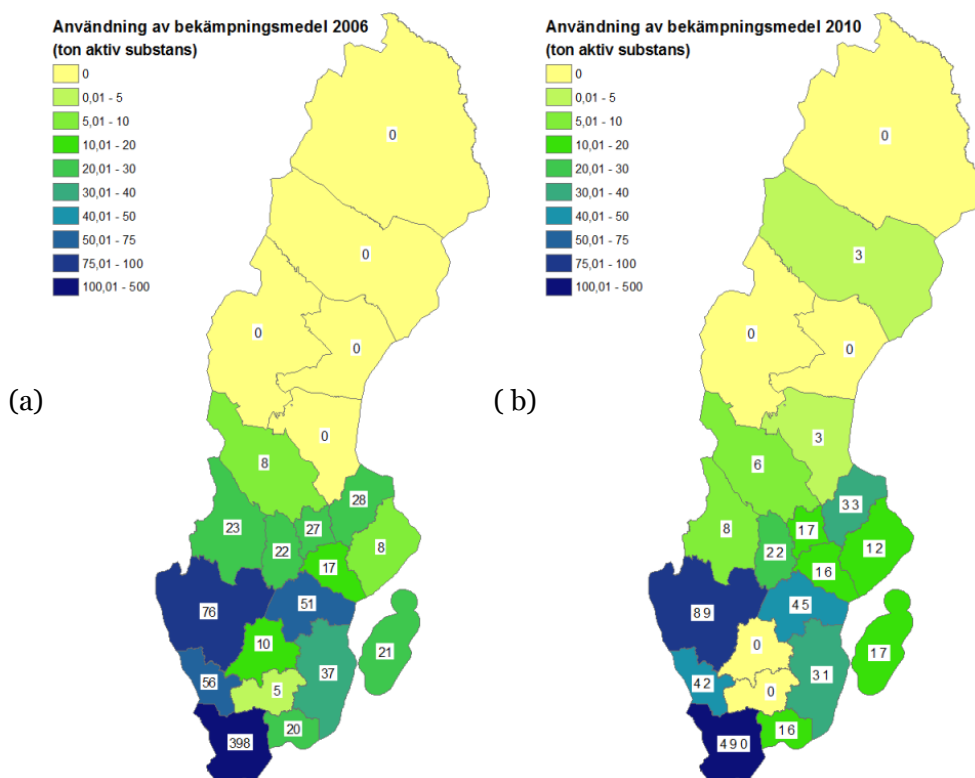 Användning av bekämpningsmedel 2006
(ton aktiv substans)
0
0,01 - 5
5,01 - 10
10,01 - 20
20,01 - 30
30,01 - 40
40,01 - 50
50,01 - 75
75,01 - 100
100,01 - 500
0
0
0
0
0
8
28
23
27
22
8
17
51
76
10
21
37
56
5
20
398
(a)
Användning av bekämpningsmedel 2010
(ton aktiv substans)
0
0,01 - 5
5,01 - 10
10,01 - 20
20,01 - 30
30,01 - 40
40,01 - 50
50,01 - 75
75,01 - 100
100,01 - 500
0
3
0
0
3
6
33
8
17
22
12
16
45
89
0
17
31
42
0
16
490
( b)